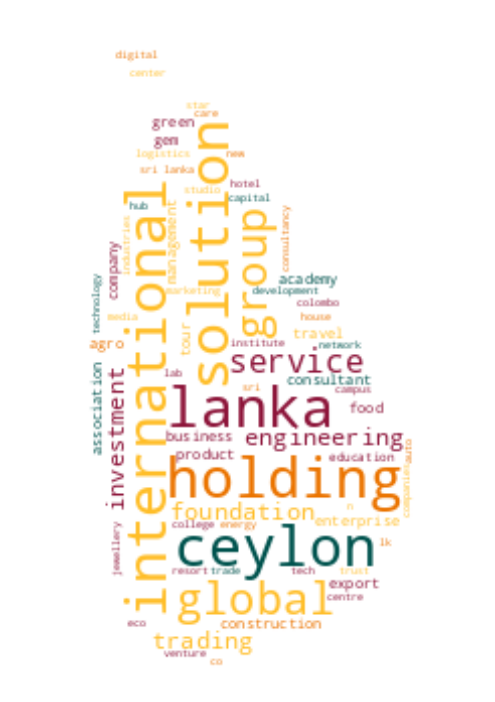 digital
center
star
care
green
solution
gem
logistics
new
sri lanka
hotel
studio
international
capital
hub
management
industries
group
consultancy
company
academy
technology
marketing
development
colombo
media
house
tour
travel
agro
institute
network
service
association
lab
consultant
investment
sri
campus
lanka
food
business
engineering
auto
product
education
holding
companies
foundation
n
enterprise
college
energy
jewellery
ceylon
lk
resort
trade
tech
trust
export
global
centre
eco
construction
trading
venture
co